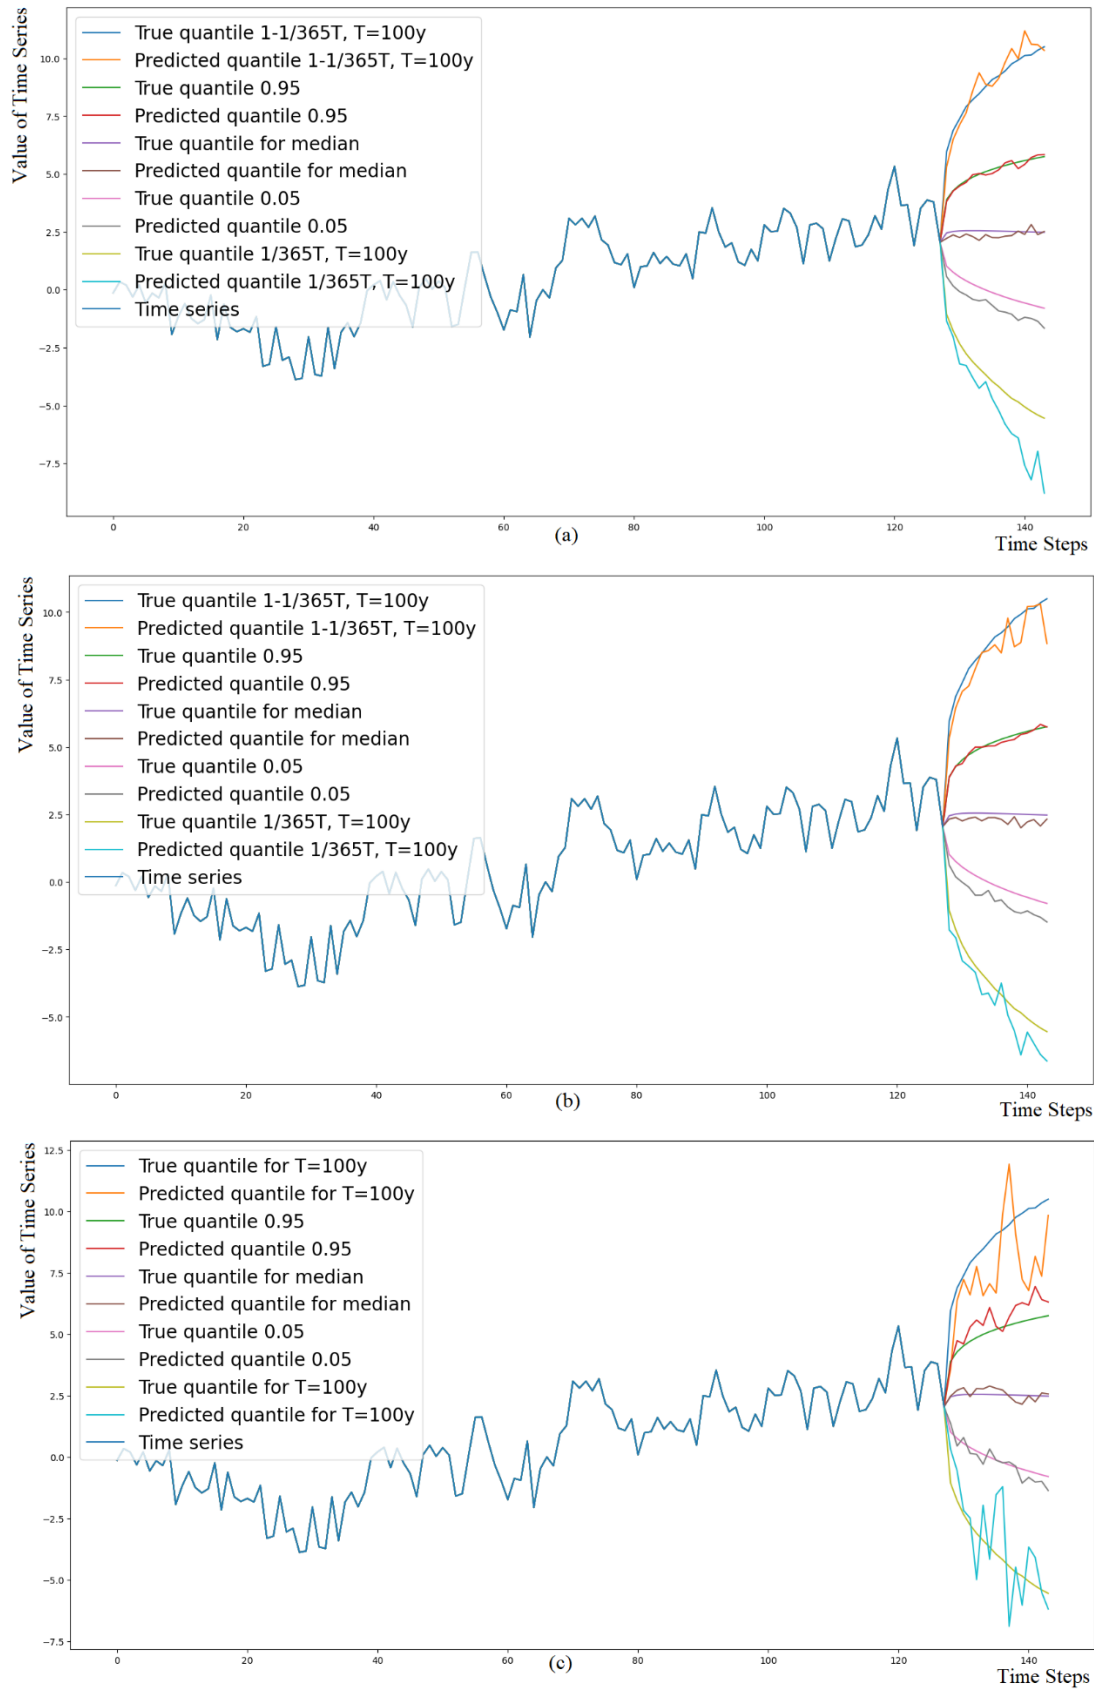 Value of Time Series
True quantile 1-1/365T, T=100y
Predicted quantile 1-1/365T, T=100y
True quantile 0.95
Predicted quantile 0.95
True quantile for median
Predicted quantile for median
True quantile 0.05
Predicted quantile 0.05
True quantile 1/365T, T=100y
Predicted quantile 1/365T, T=100y
Time series
10.0
7.5
5.0
2.5
0.0
−2.5
−5.0
−7.5
0 20 40 60 80 100 120 140
(a)
Time Steps
Value of Time Series
True quantile 1-1/365T, T=100y
Predicted quantile 1-1/365T, T=100y
True quantile 0.95
Predicted quantile 0.95
True quantile for median
Predicted quantile for median
True quantile 0.05
Predicted quantile 0.05
True quantile 1/365T, T=100y
Predicted quantile 1/365T, T=100y
Time series
10.0
7.5
5.0
2.5
0.0
−2.5
−5.0
0 20 40 60 80 100 120 140
(b)
Time Steps
Value of Time Series
True quantile for T=100y
Predicted quantile for T=100y
True quantile 0.95
Predicted quantile 0.95
True quantile for median
Predicted quantile for median
True quantile 0.05
Predicted quantile 0.05
True quantile for T=100y
Predicted quantile for T=100y
Time series
12.5
10.0
7.5
5.0
2.5
0.0
−2.5
−5.0
−7.5
0 20 40 60 80 100 120 140
(c)
Time Steps